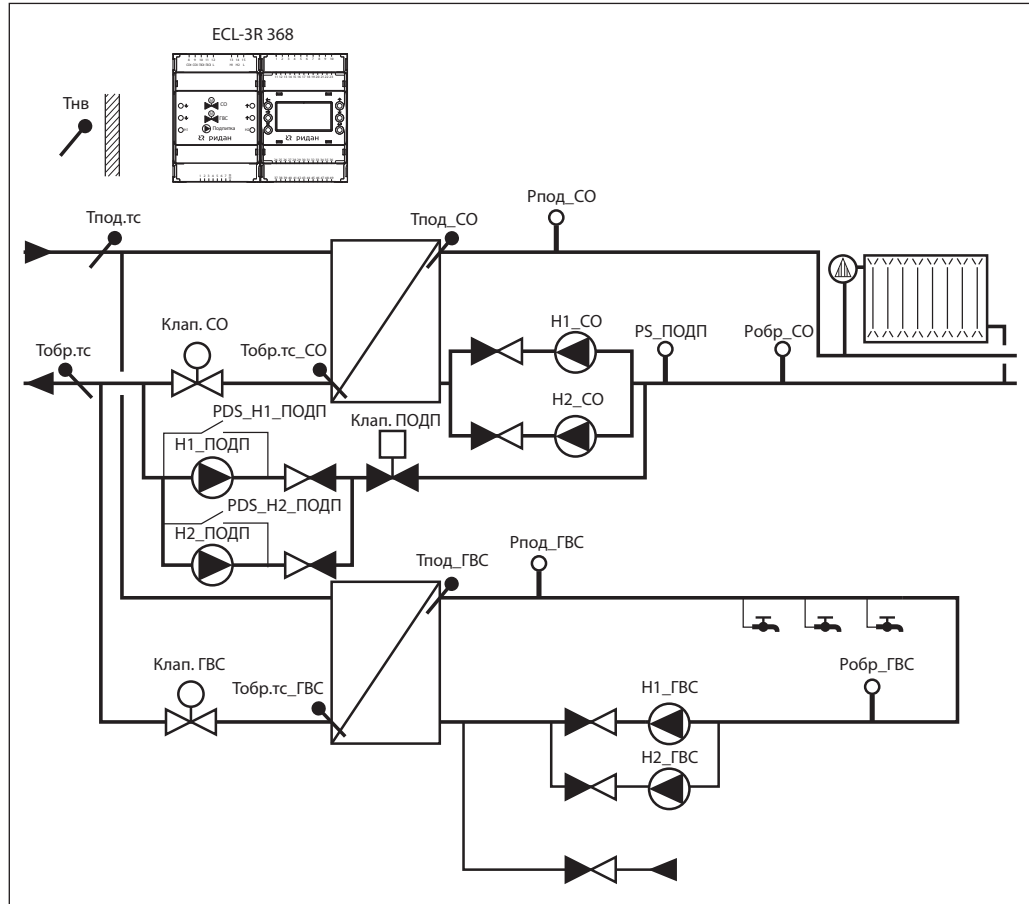 ECL-3R 368
Тнв
СО
ГВС
Подпитка
ридан
ридан
Рпод_СО
Тпод.тс
Тпод_СО
Клап. СО
Н1_СО
PS_ПОДП
Робр_СО
Тобр.тс
Тобр.тс_СО
PDS_Н1_ПОДП
Клап. ПОДП
Н2_СО
Н1_ПОДП
PDS_Н2_ПОДП
Н2_ПОДП
Тпод_ГВС
Рпод_ГВС
Клап. ГВС
Тобр.тс_ГВС
Н1_ГВС
Робр_ГВС
Н2_ГВС